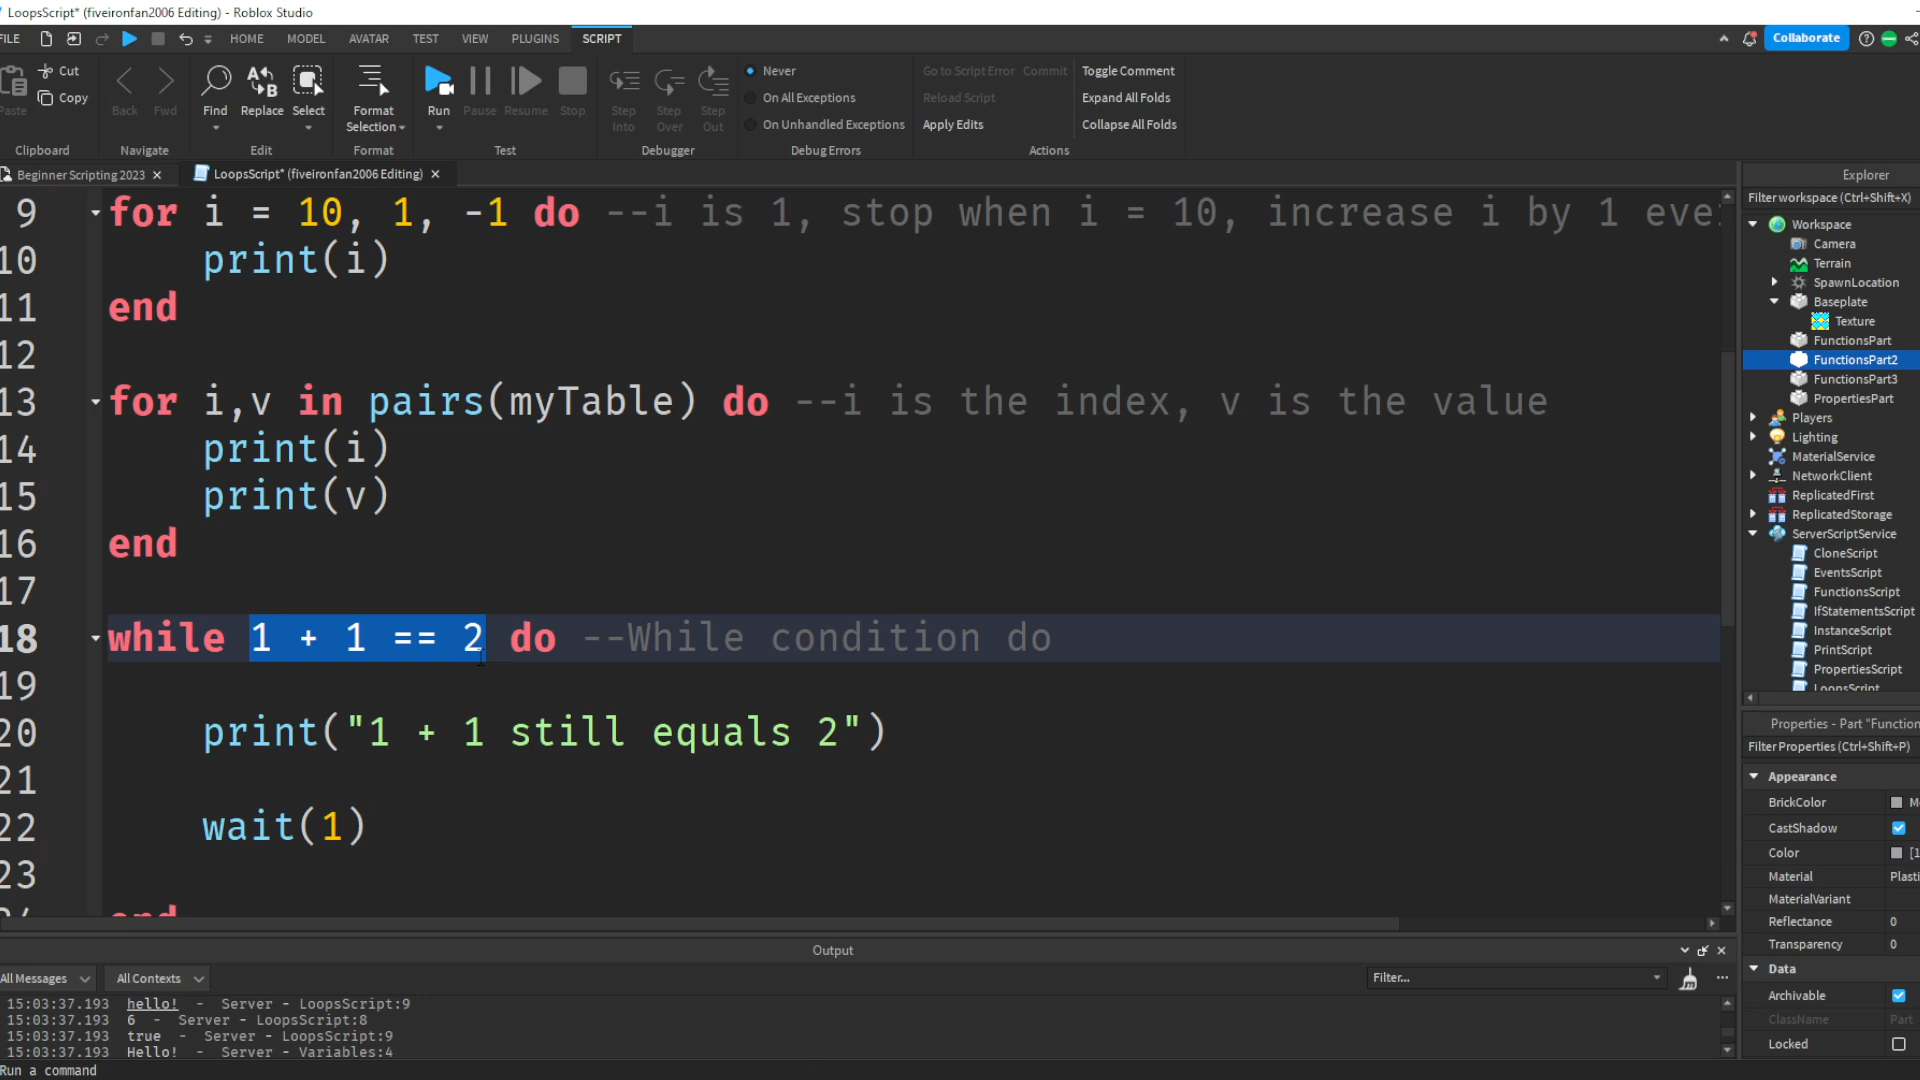 LoopsScript* (fiveironfan2006 Editing) - Roblox Studio
FILE HOME MODEL AVATAR TEST VIEW PLUGINS SCRIPT Collaborate
Paste Cut Copy Clipboard
Back Fwd Navigate
Find Replace Select Edit
Format Selection Format
Run Pause Resume Stop Test
Step Into Step Over Step Out Debugger
Never
On All Exceptions
On Unhandled Exceptions
Debug Errors
Go to Script Error Commit Toggle Comment
Reload Script Expand All Folds
Apply Edits Collapse All Folds
Actions
Beginner Scripting 2023 × LoopsScript* (fiveironfan2006 Editing) ×
9 for i = 10, 1, -1 do --i is 1, stop when i = 10, increase i by 1
10 print(i)
11 end
12
13 for i,v in pairs(myTable) do --i is the index, v is the value
14 print(i)
15 print(v)
16 end
17
18 while 1 + 1 == 2 do --While condition do
19
20 print("1 + 1 still equals 2")
21
22 wait(1)
23
24 end
Output
All Messages All Contexts Filter...
15:03:37.193 hello! - Server - LoopsScript:9
15:03:37.193 6 - Server - LoopsScript:8
15:03:37.193 true - Server - LoopsScript:9
15:03:37.193 Hello! - Server - Variables:4
Run a command
Explorer
Filter workspace (Ctrl+Shift+X)
Workspace
Camera
Terrain
SpawnLocation
Baseplate
Texture
FunctionsPart
FunctionsPart2
FunctionsPart3
PropertiesPart
Players
Lighting
MaterialService
NetworkClient
ReplicatedFirst
ReplicatedStorage
ServerScriptService
CloneScript
EventsScript
FunctionsScript
IfStatementsScript
InstanceScript
PrintScript
PropertiesScript
LoopsScript
Properties - Part "Function
Filter Properties (Ctrl+Shift+P)
Appearance
BrickColor
CastShadow
Color [1
Material Plasti
MaterialVariant
Reflectance 0
Transparency 0
Data
Archivable
ClassName Part
Locked